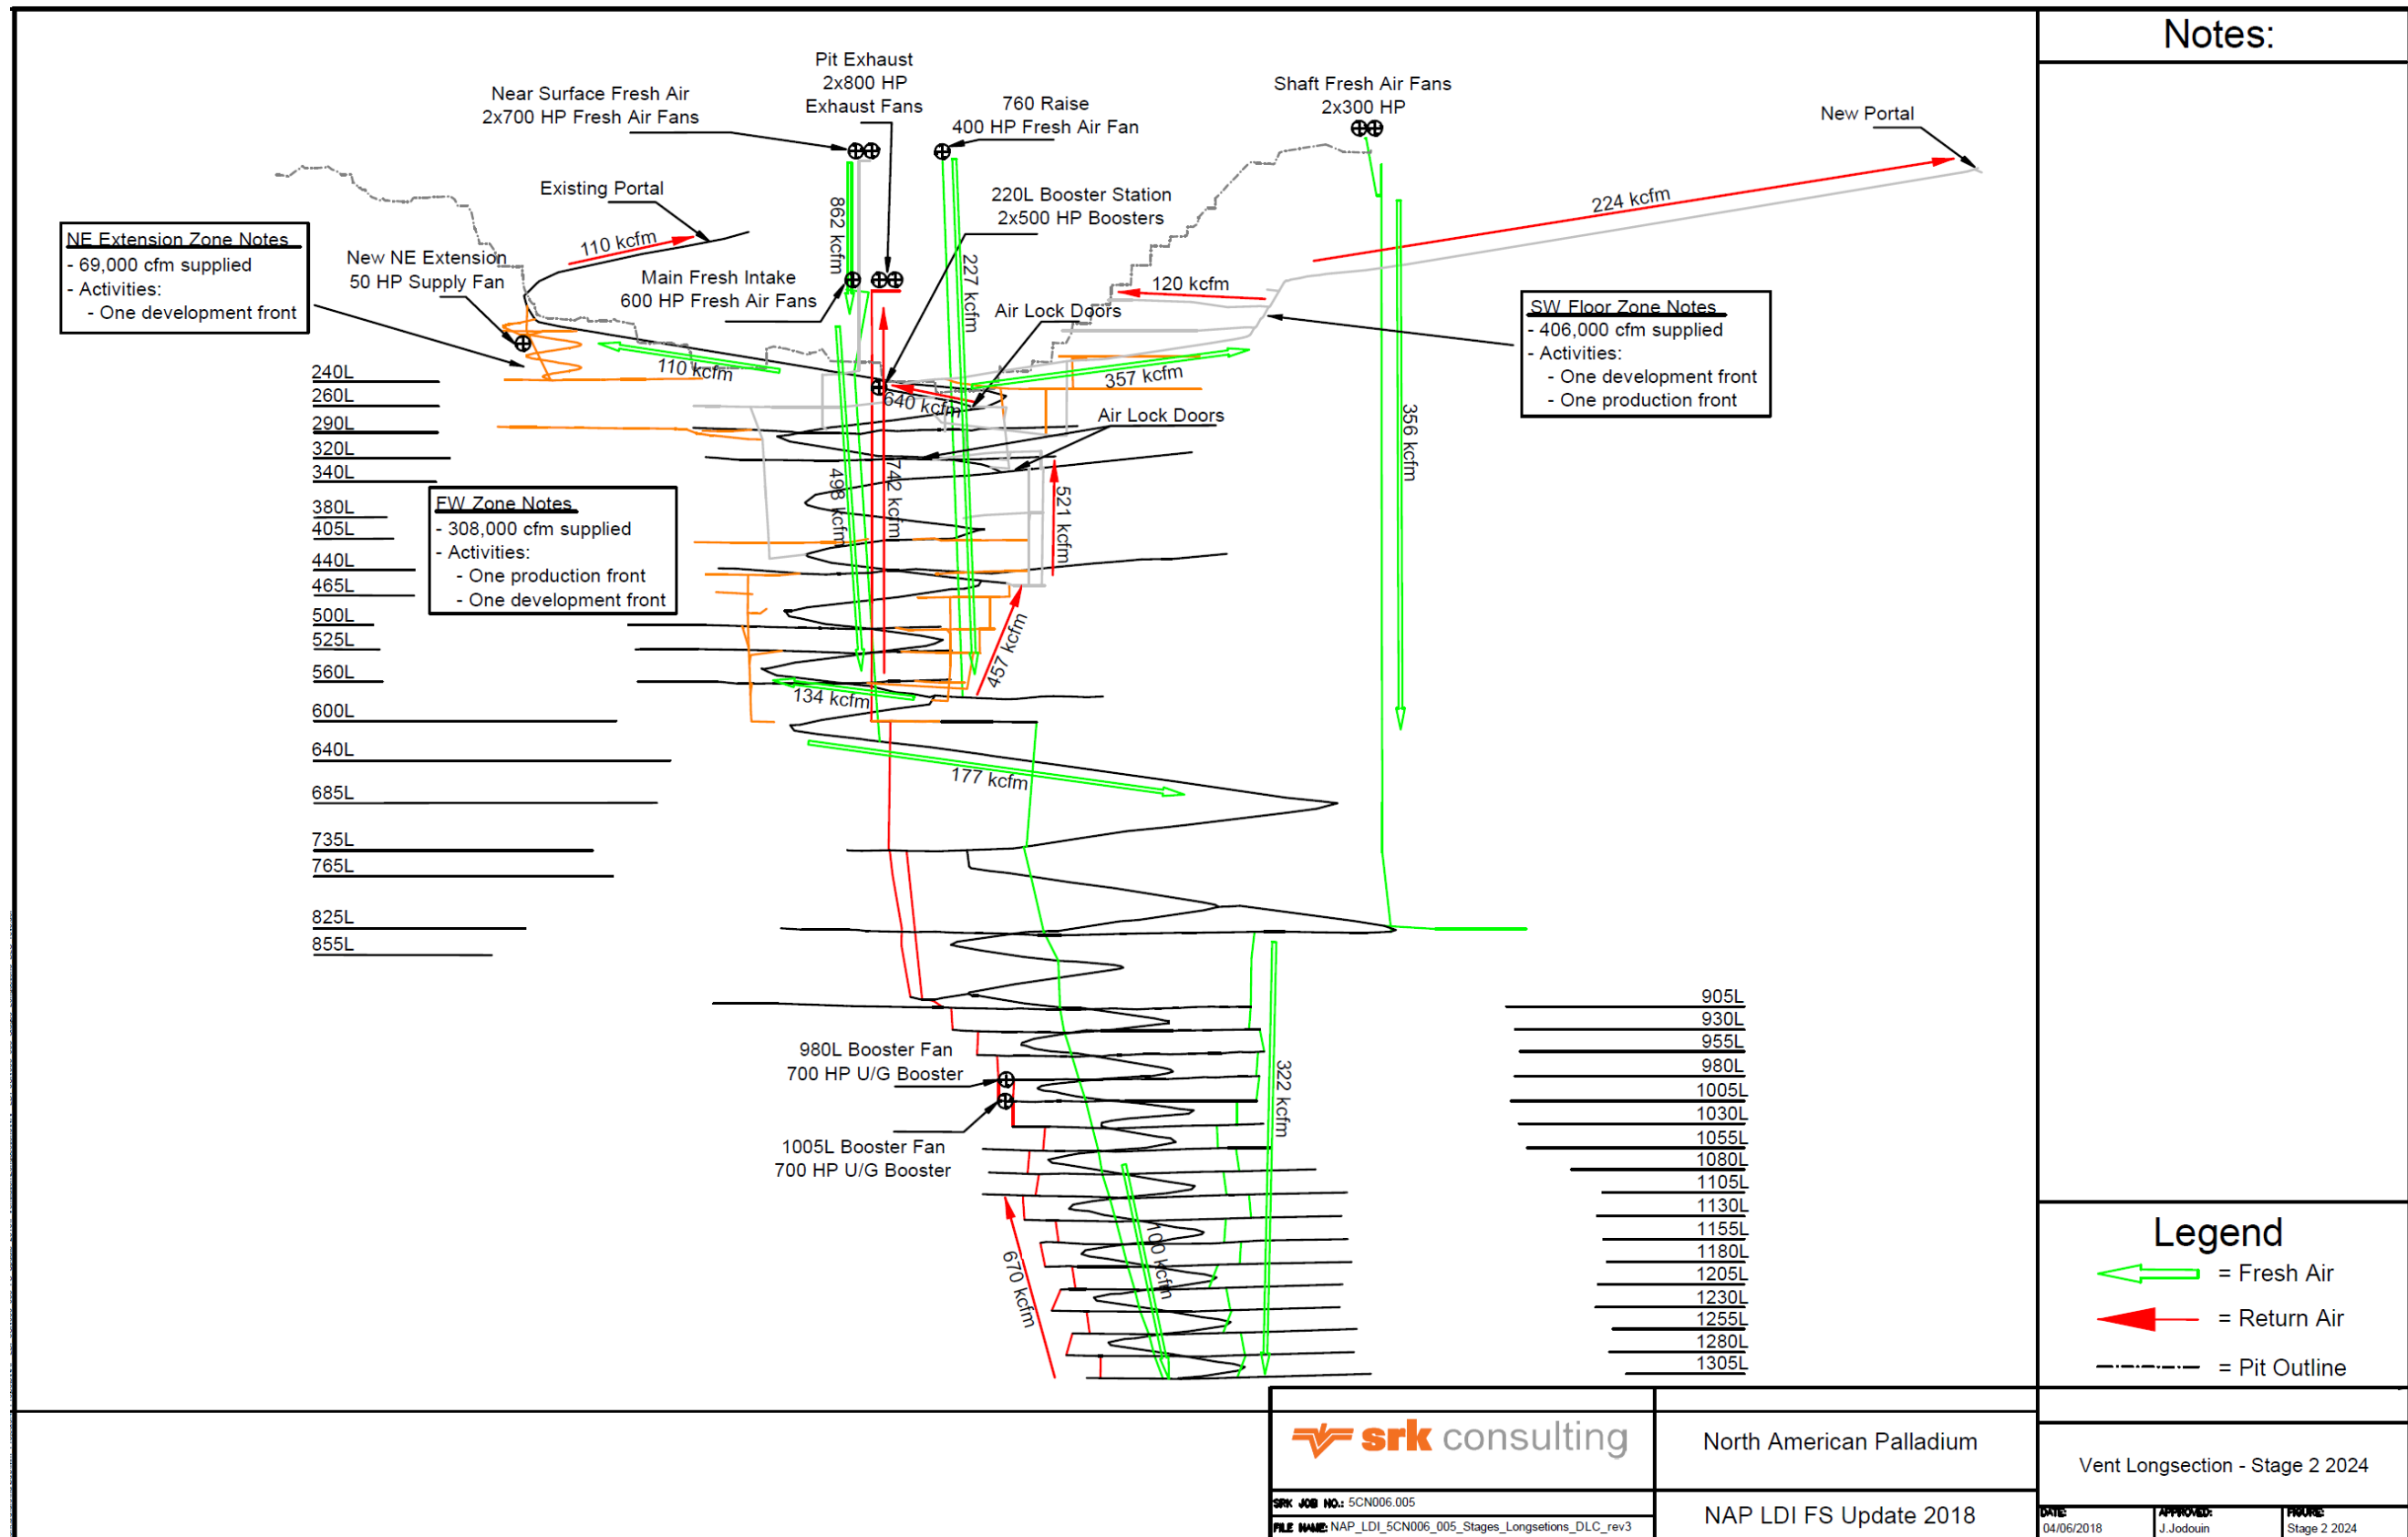 Notes:
Pit Exhaust
2x800 HP
Exhaust Fans
Near Surface Fresh Air
2x700 HP Fresh Air Fans
760 Raise
400 HP Fresh Air Fan
Shaft Fresh Air Fans
2x300 HP
New Portal
Existing Portal
220L Booster Station
2x500 HP Boosters
224 kcfm
862 kcfm
110 kcfm
NE Extension Zone Notes
- 69,000 cfm supplied
- Activities:
- One development front
New NE Extension
50 HP Supply Fan
Main Fresh Intake
600 HP Fresh Air Fans
227 kcfm
120 kcfm
Air Lock Doors
SW Floor Zone Notes
- 406,000 cfm supplied
- Activities:
- One development front
- One production front
110 kcfm
357 kcfm
640 kcfm
Air Lock Doors
356 kcfm
240L
260L
290L
320L
340L
380L
405L
440L
465L
500L
525L
560L
600L
640L
685L
735L
765L
825L
855L
FW Zone Notes
- 308,000 cfm supplied
- Activities:
- One production front
- One development front
498 kcfm
742 kcfm
521 kcfm
457 kcfm
134 kcfm
177 kcfm
905L
930L
955L
980L
1005L
1030L
1055L
1080L
1105L
1130L
1155L
1180L
1205L
1230L
1255L
1280L
1305L
980L Booster Fan
700 HP U/G Booster
1005L Booster Fan
700 HP U/G Booster
322 kcfm
100 kcfm
670 kcfm
Legend
= Fresh Air
= Return Air
= Pit Outline
srk consulting
SRK JOB NO.: 5CN006.005
FILE NAME: NAP_LDI_5CN006_005_Stages_Longsetions_DLC_rev3
North American Palladium
NAP LDI FS Update 2018
Vent Longsection - Stage 2 2024
DATE:
04/06/2018
APPROVED:
J.Jodouin
FIGURE:
Stage 2 2024